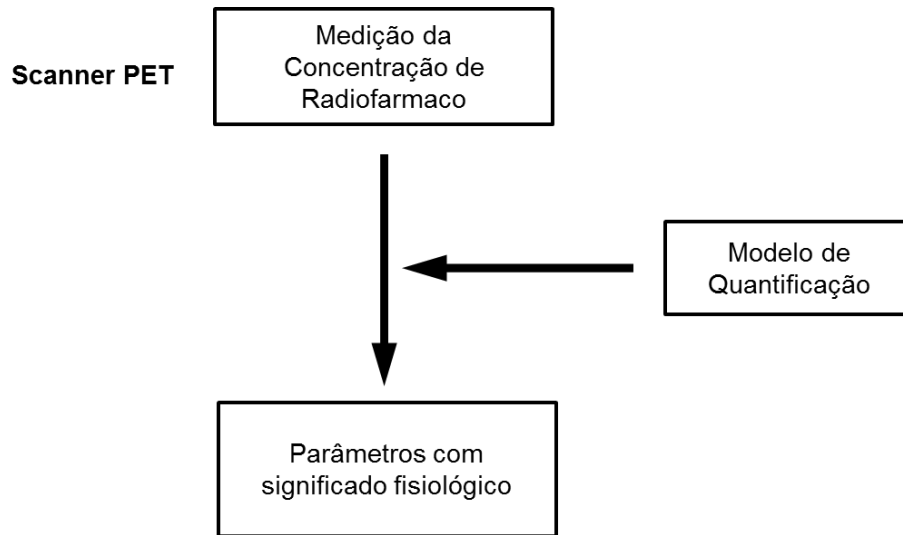 Scanner PET
Medição da
Concentração de
Radiofarmaco
Modelo de
Quantificação
Parâmetros com
significado fisiológico